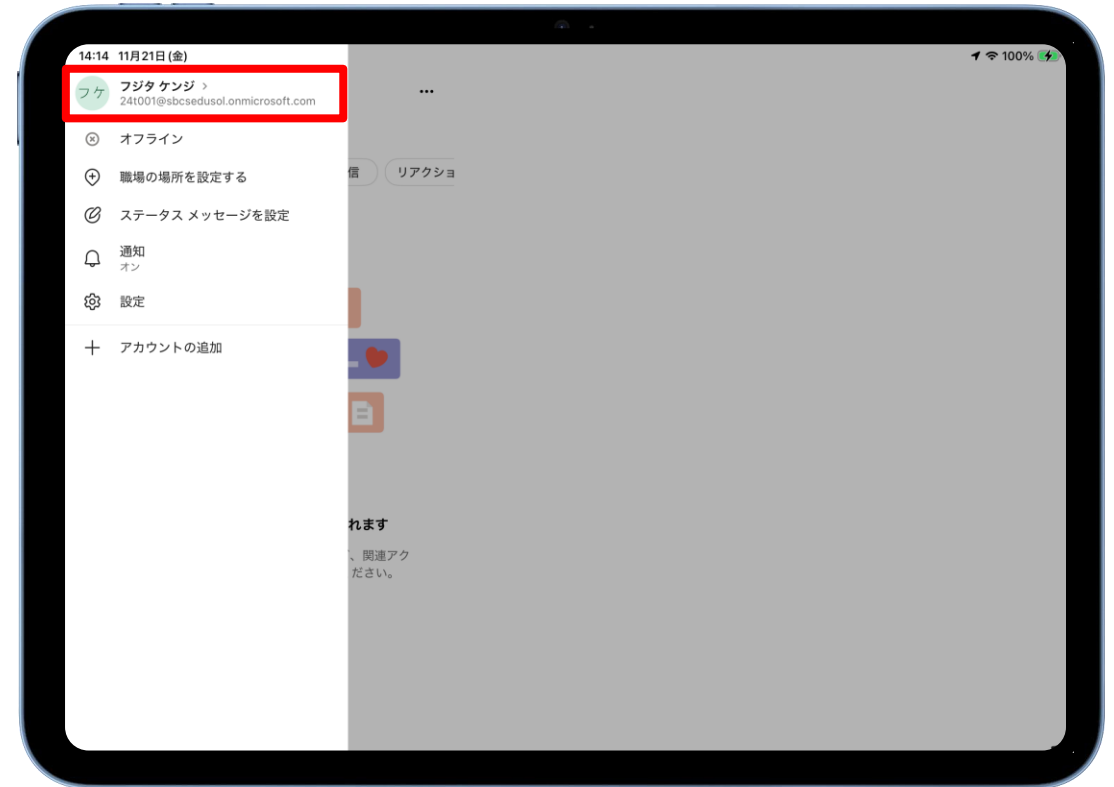 14:14 11月21日(金)
100%
フケ
フジタ ケンジ
24t001@sbcsedusol.onmicrosoft.com
オフライン
職場の場所を設定する
ステータス メッセージを設定
通知
オン
設定
アカウントの追加
信
リアクショ
れます
、関連アク
ださい。